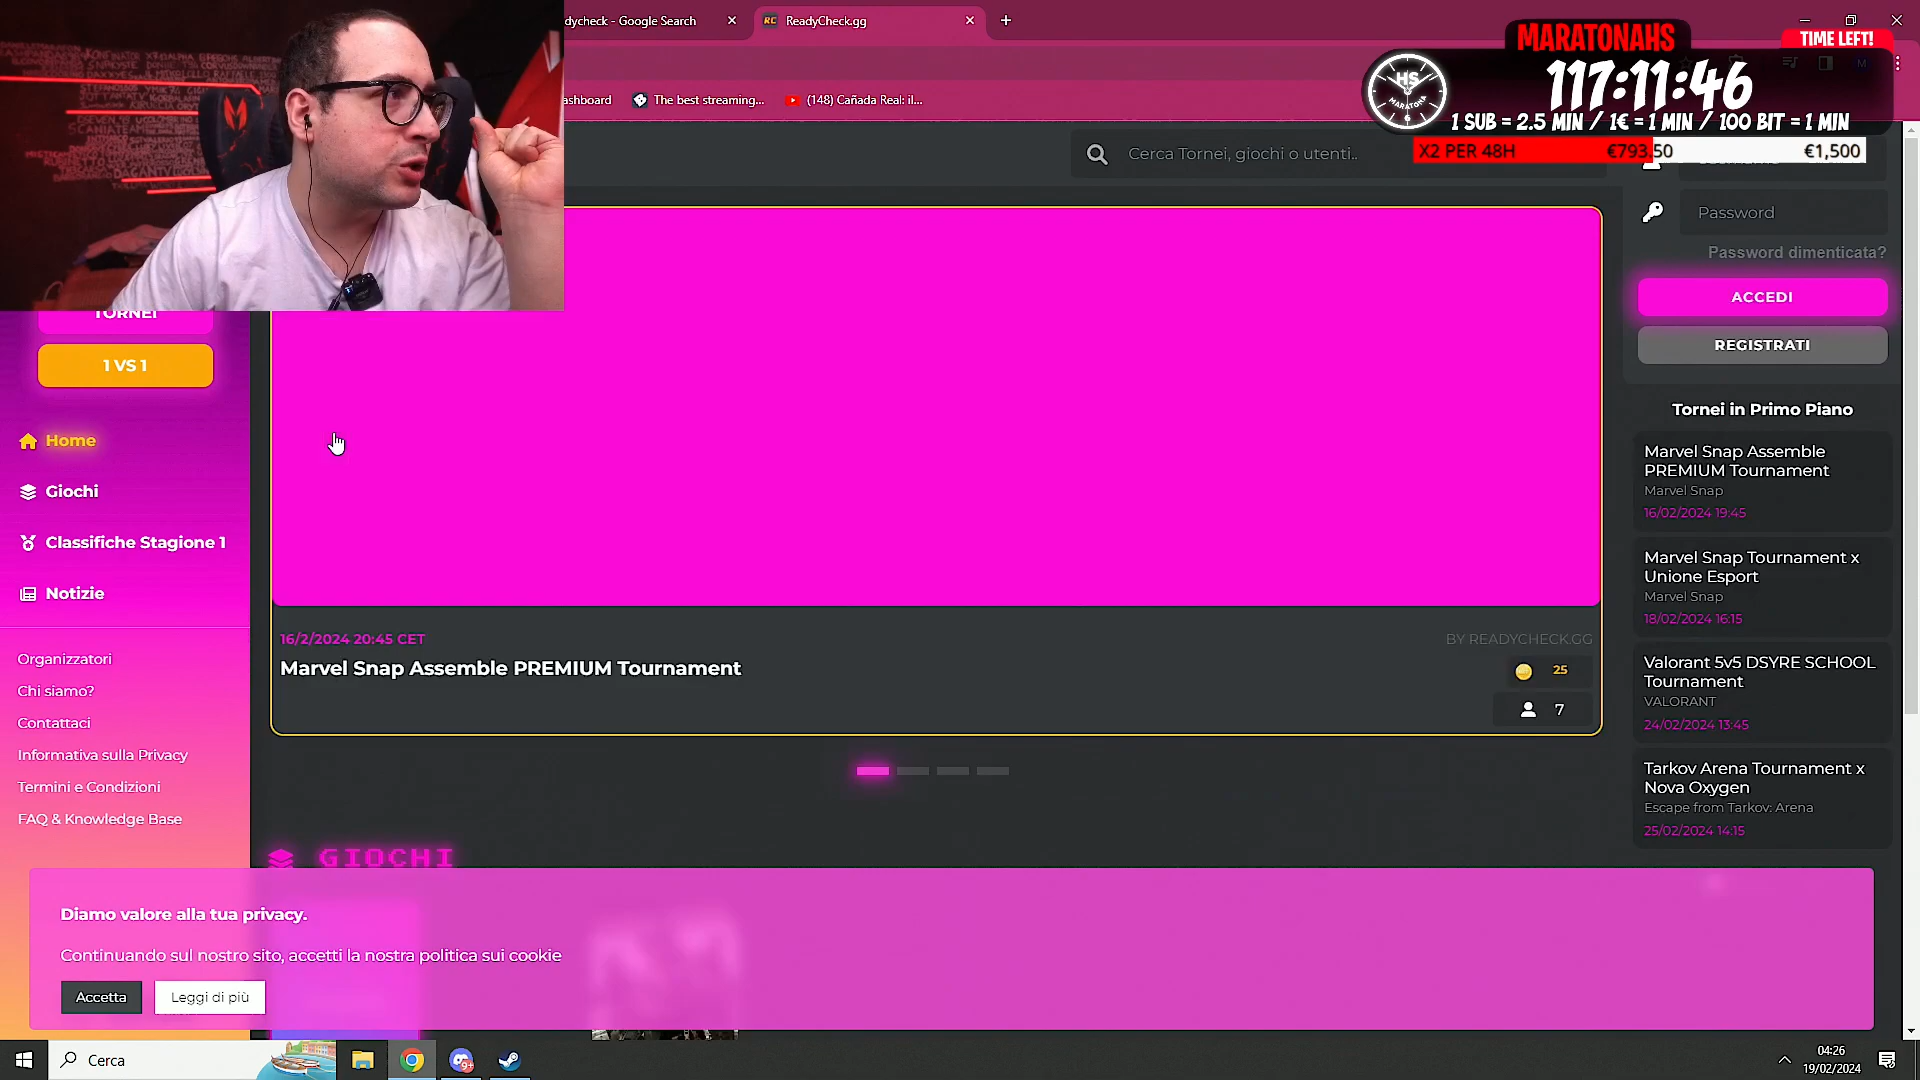 dycheck - Google Search
RC ReadyCheck.gg
MARATONAHS
TIME LEFT!
117:11:46
HS
MARATONA
1 SUB = 2.5 MIN / 1€ = 1 MIN / 100 BIT = 1 MIN
X2 PER 48H €793.50 €1,500
ashboard
The best streaming...
(148) Cañada Real: il...
Cerca Tornei, giochi o utenti..
Password
Password dimenticata?
ACCEDI
REGISTRATI
TORNEI
1 VS 1
Home
Giochi
Classifiche Stagione 1
Notizie
Organizzatori
Chi siamo?
Contattaci
Informativa sulla Privacy
Termini e Condizioni
FAQ & Knowledge Base
16/2/2024 20:45 CET
BY READYCHECK.GG
Marvel Snap Assemble PREMIUM Tournament
25
7
Tornei in Primo Piano
Marvel Snap Assemble
PREMIUM Tournament
Marvel Snap
16/02/2024 19:45
Marvel Snap Tournament x
Unione Esport
Marvel Snap
18/02/2024 16:15
Valorant 5v5 DSYRE SCHOOL
Tournament
VALORANT
24/02/2024 13:45
Tarkov Arena Tournament x
Nova Oxygen
Escape from Tarkov: Arena
25/02/2024 14:15
GIOCHI
Diamo valore alla tua privacy.
Continuando sul nostro sito, accetti la nostra politica sui cookie
Accetta
Leggi di più
Cerca
9+
04:26
19/02/2024